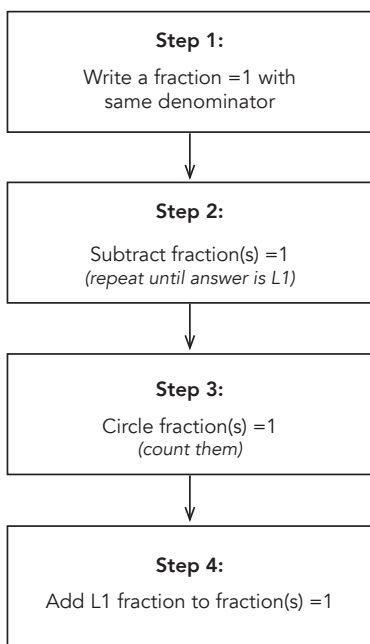 Step 1:
Write a fraction =1 with
same denominator
Step 2:
Subtract fraction(s) =1
(repeat until answer is L1)
Step 3:
Circle fraction(s) =1
(count them)
Step 4:
Add L1 fraction to fraction(s) =1